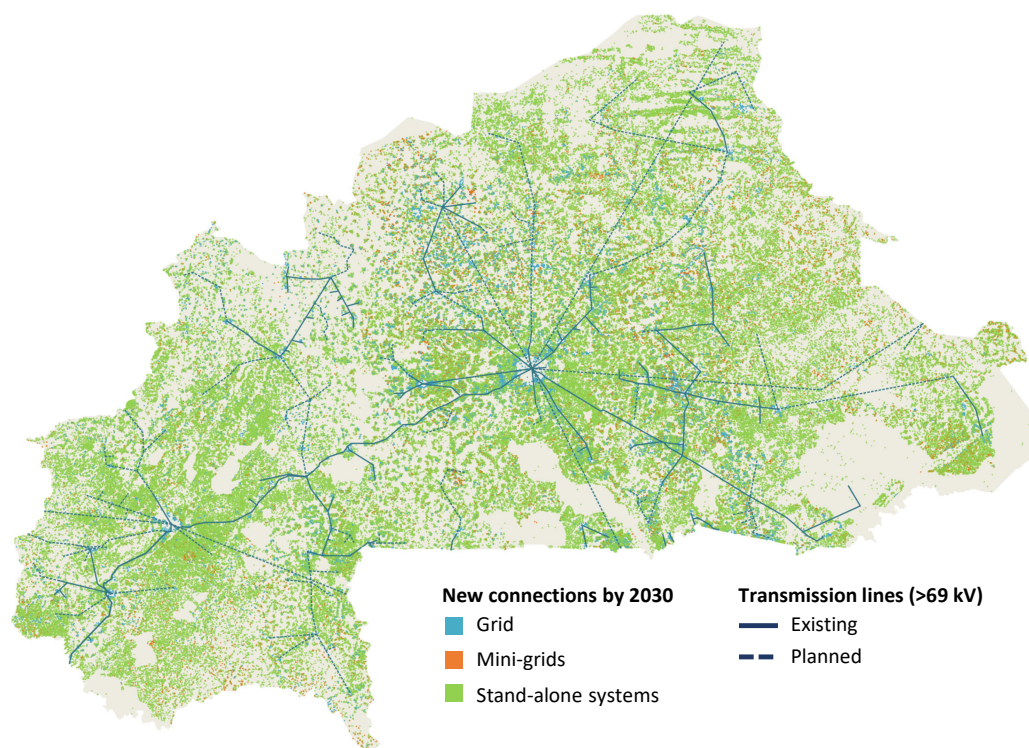 New connections by 2030
Grid
Mini-grids
Stand-alone systems
Transmission lines (>69 kV)
Existing
Planned